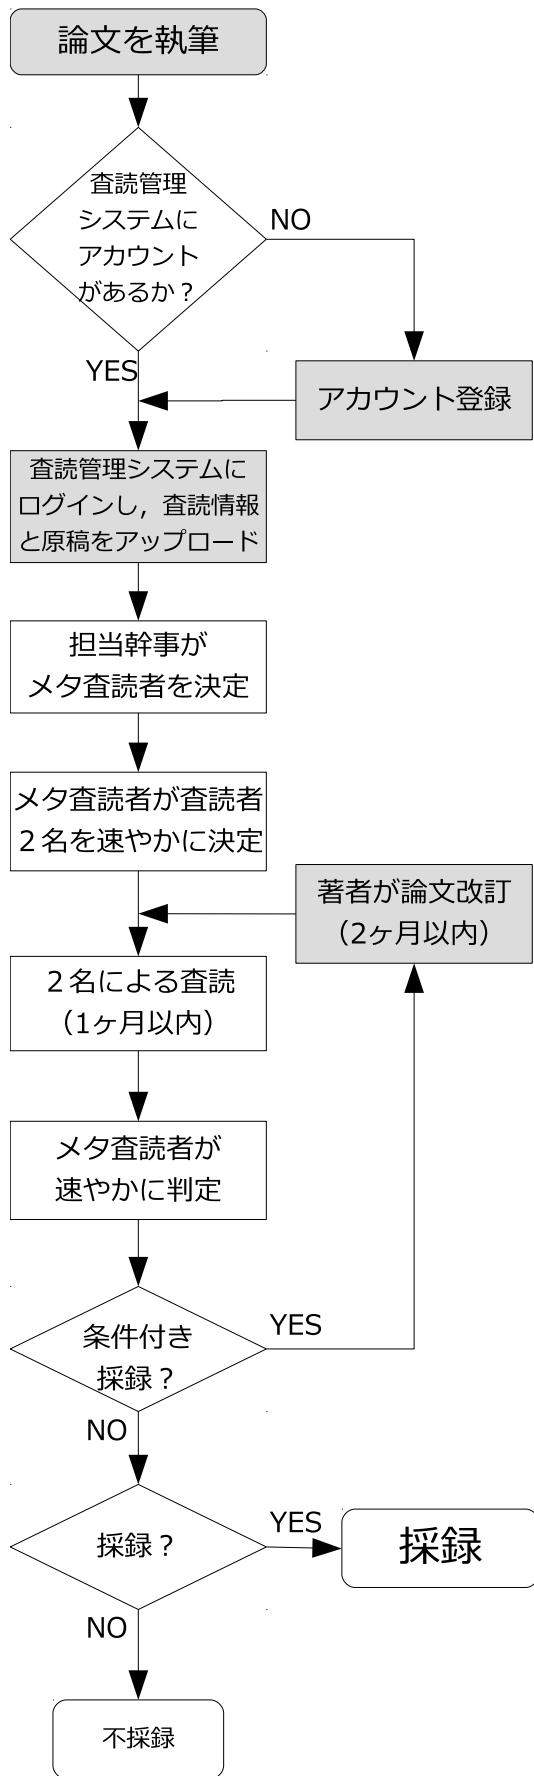 論文を執筆
査読管理
システムに
アカウント
があるか？
NO
YES
アカウント登録
査読管理システムに
ログインし，査読情報
と原稿をアップロード
担当幹事が
メタ査読者を決定
メタ査読者が査読者
２名を速やかに決定
著者が論文改訂
（2ヶ月以内）
２名による査読
（1ヶ月以内）
メタ査読者が
速やかに判定
条件付き
採録？
YES
NO
採録？
YES
採録
NO
不採録